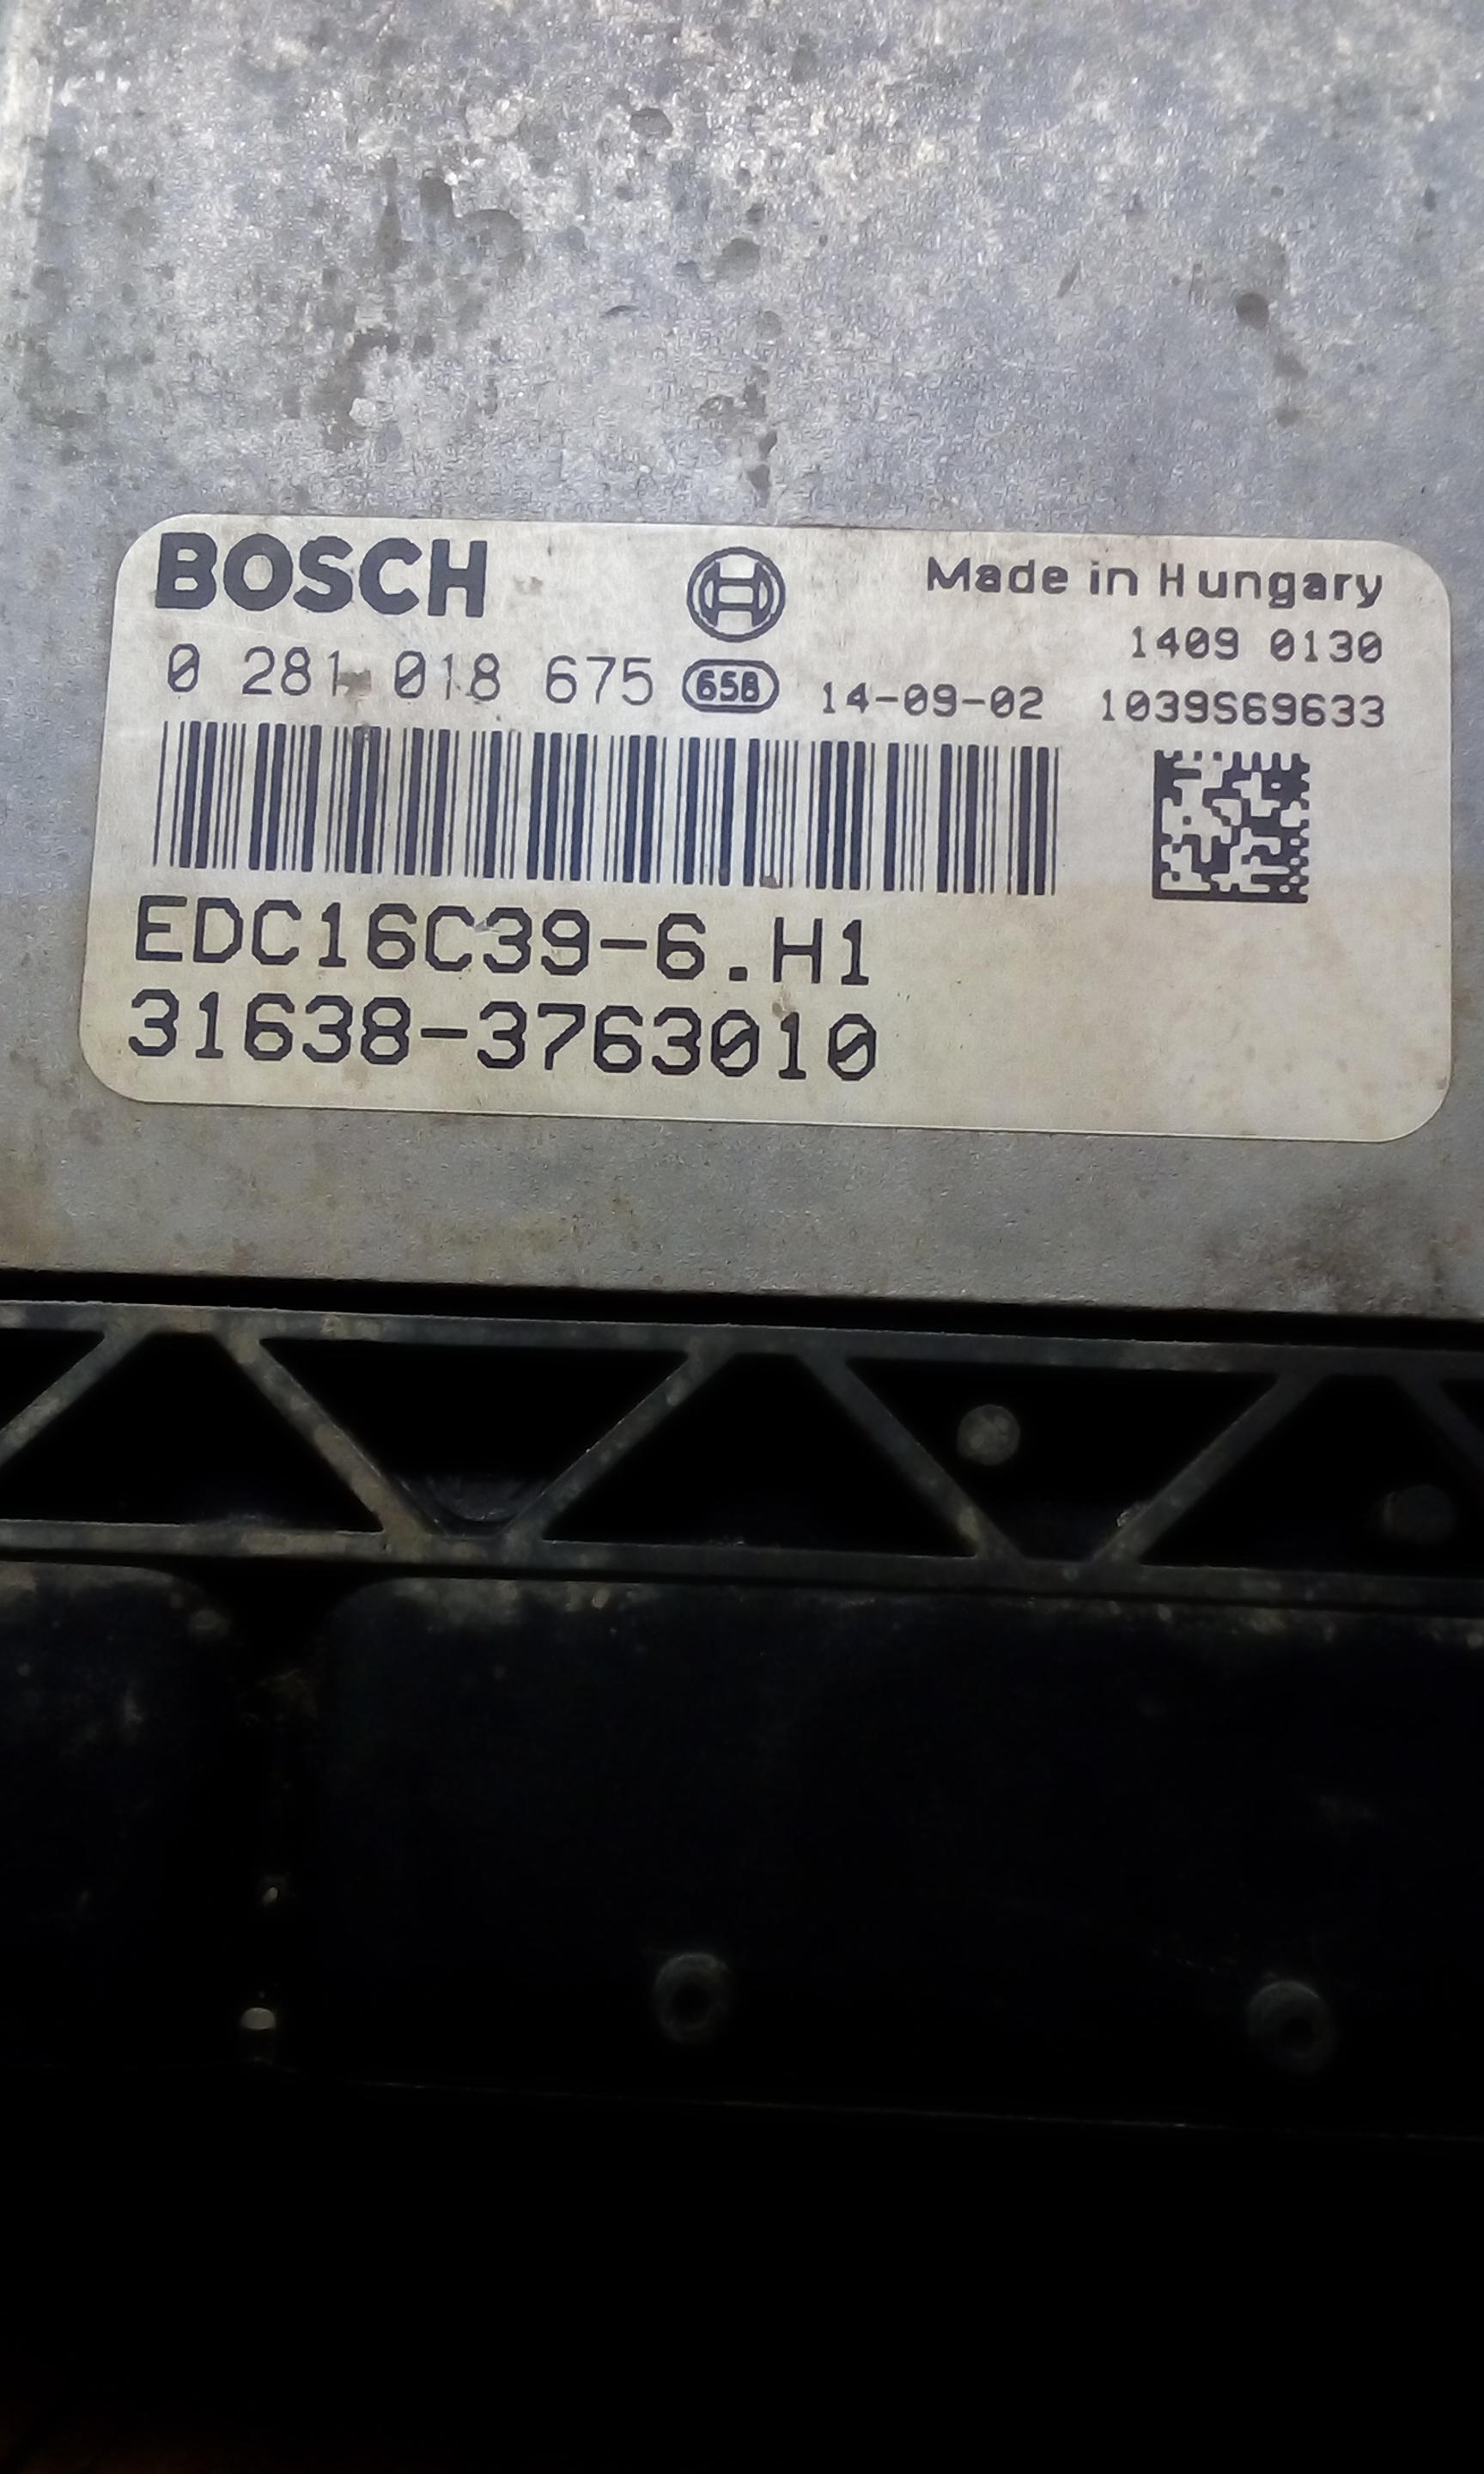 BOSCH
Made in Hungary
1409 0130
0 281 018 675 658 14-09-02 1039S69633
EDC16C39-6.H1
31638-3763010